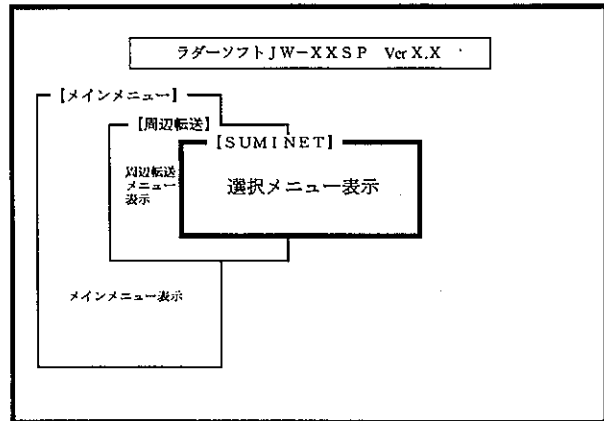 ラダーソフトJW-XXSP Ver X.X
【メインメニュー】
【周辺転送】
【SUMINET】
周辺転送
メニュー
表示
選択メニュー表示
メインメニュー表示